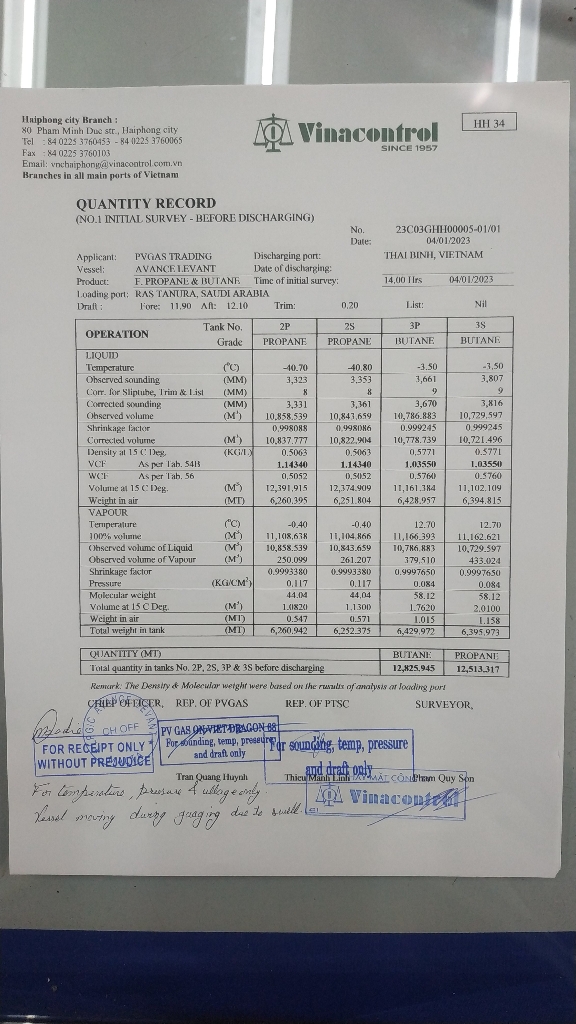 Haiphong city Branch :
80 Pham Minh Duc str., Haiphong city
Tel : 84 0225 3760453 - 84 0225 3760065
Fax : 84 0225 3760103
Email: vnchaiphong@vinacontrol.com.vn
Branches in all main ports of Vietnam
Vinacontrol
SINCE 1957
HH 34
QUANTITY RECORD
(NO.1 INITIAL SURVEY - BEFORE DISCHARGING)
No. 23C03GHH00005-01/01
Date: 04/01/2023
Applicant: PVGAS TRADING Discharging port: THAI BINH, VIETNAM
Vessel: AVANCE LEVANT Date of discharging:
Product: F. PROPANE & BUTANE Time of initial survey: 14.00 Hrs 04/01/2023
Loading port: RAS TANURA, SAUDI ARABIA
Draft : Fore: 11.90 Aft: 12.10 Trim: 0.20 List: Nil
OPERATION Tank No. 2P 2S 3P 3S
Grade PROPANE PROPANE BUTANE BUTANE
LIQUID
Temperature (°C) -40.70 -40.80 -3.50 -3.50
Observed sounding (MM) 3,323 3,353 3,661 3,807
Corr. for Sliptube, Trim & List (MM) 8 8 9 9
Corrected sounding (MM) 3,331 3,361 3,670 3,816
Observed volume (M³) 10,858.539 10,843.659 10,786.883 10,729.597
Shrinkage factor 0.998088 0.998086 0.999245 0.999245
Corrected volume (M³) 10,837.777 10,822.904 10,778.739 10,721.496
Density at 15 C Deg. (KG/L) 0.5063 0.5063 0.5771 0.5771
VCF As per Tab. 54B 1.14340 1.14340 1.03550 1.03550
WCF As per Tab. 56 0.5052 0.5052 0.5760 0.5760
Volume at 15 C Deg. (M³) 12,391.915 12,374.909 11,161.384 11,102.109
Weight in air (MT) 6,260.395 6,251.804 6,428.957 6,394.815
VAPOUR
Temperature (°C) -0.40 -0.40 12.70 12.70
100% volume (M³) 11,108.638 11,104.866 11,166.393 11,162.621
Observed volume of Liquid (M³) 10,858.539 10,843.659 10,786.883 10,729.597
Observed volume of Vapour (M³) 250.099 261.207 379.510 433.024
Shrinkage factor 0.9993380 0.9993380 0.9997650 0.9997650
Pressure (KG/CM²) 0.117 0.117 0.084 0.084
Molecular weight 44.04 44.04 58.12 58.12
Volume at 15 C Deg. (M³) 1.0820 1.1300 1.7620 2.0100
Weight in air (MT) 0.547 0.571 1.015 1.158
Total weight in tank (MT) 6,260.942 6,252.375 6,429.972 6,395.973
QUANTITY (MT) BUTANE PROPANE
Total quantity in tanks No. 2P, 2S, 3P & 3S before discharging 12,825.945 12,513.317
Remark: The Density & Molecular weight were based on the rusults of analysis at loading port
CHIEF OFFICER, REP. OF PVGAS REP. OF PTSC SURVEYOR,
CH OFF
FOR RECEIPT ONLY
WITHOUT PREJUDICE
PV GAS ON VIET DRAGON 68
For sounding, temp, pressure
and draft only
For sounding, temp, pressure
and draft only
Tran Quang Huynh Thieu Manh Linh Pham Quy Son
Vinacontrol
For temperature, pressure & ullage only.
Vessel moving during gauging due to swell.